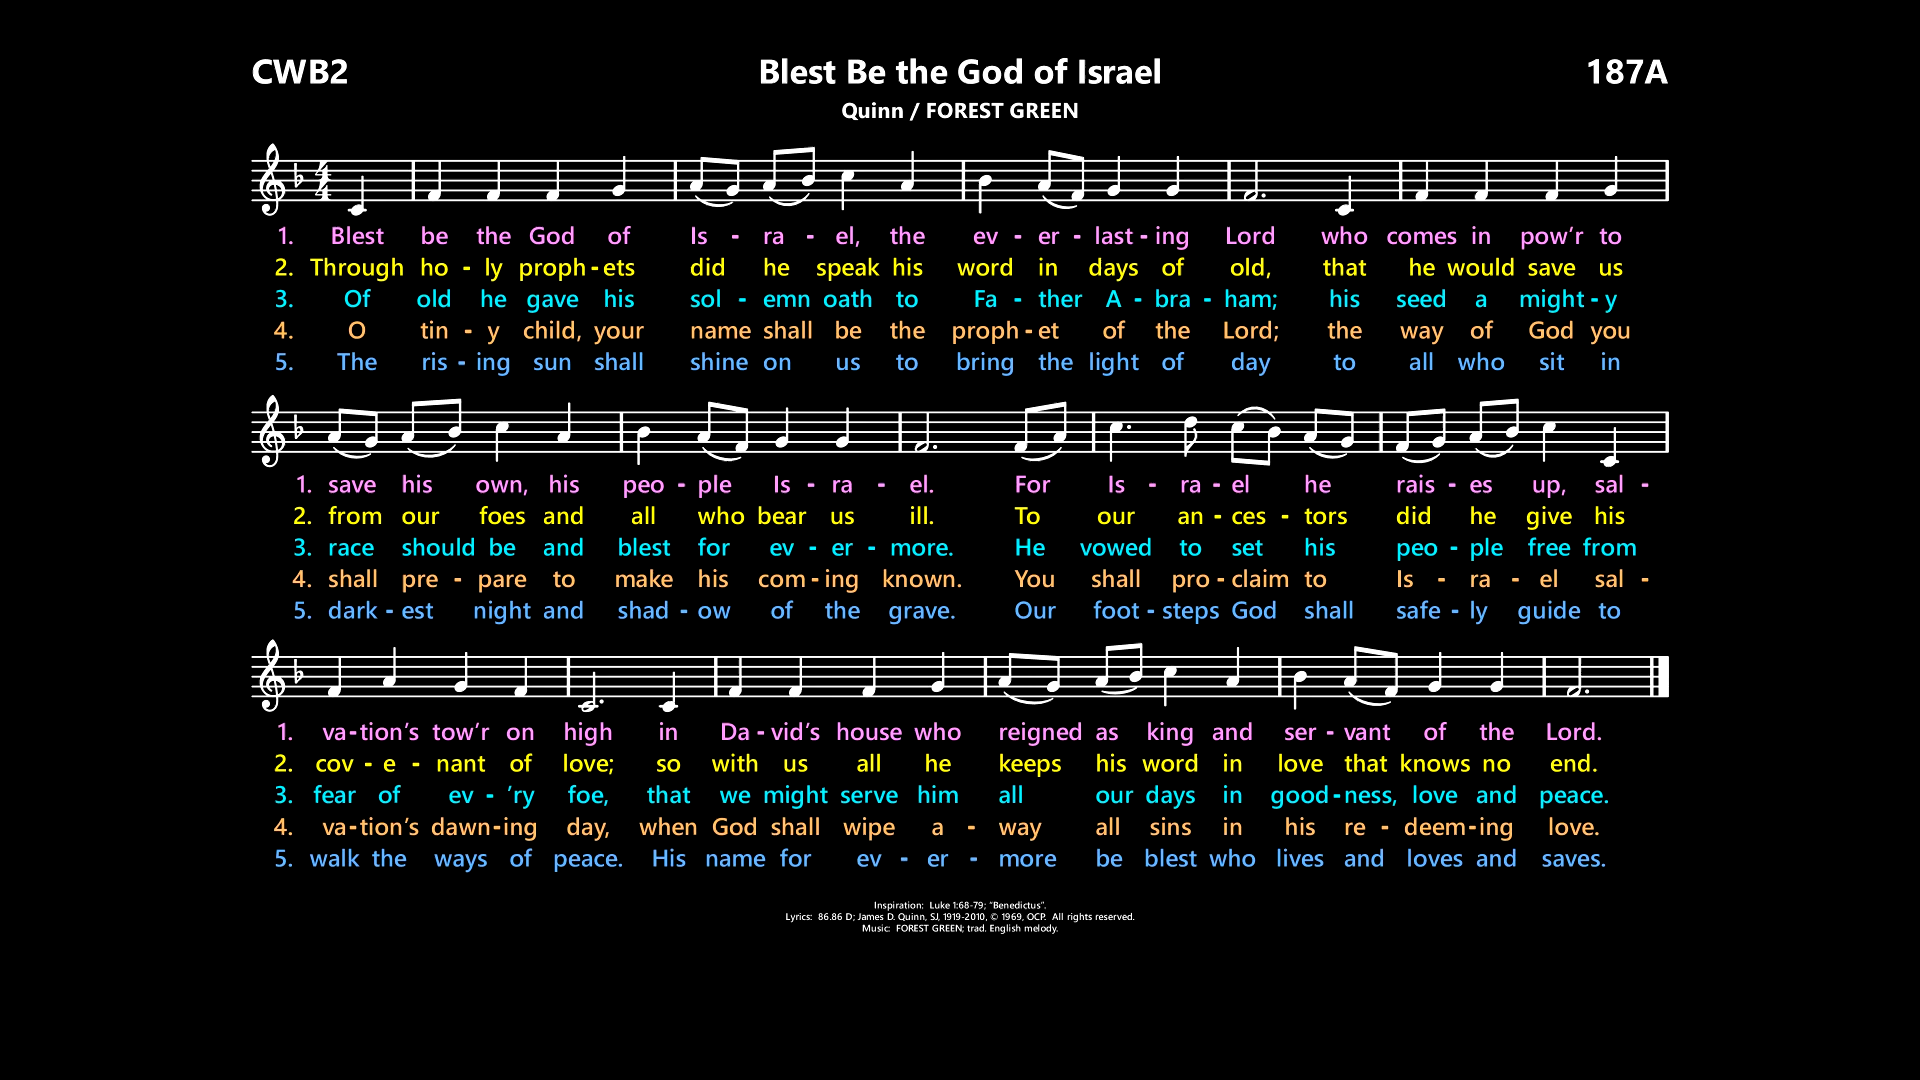 CWB2 Blest Be the God of Israel 187A
Quinn / FOREST GREEN
1. Blest be the God of Is - ra - el, the ev - er - last - ing Lord who comes in pow’r to
2. Through ho - ly proph - ets did he speak his word in days of old, that he would save us
3. Of old he gave his sol - emn oath to Fa - ther A - bra - ham; his seed a might - y
4. O tin - y child, your name shall be the proph - et of the Lord; the way of God you
5. The ris - ing sun shall shine on us to bring the light of day to all who sit in
1. save his own, his peo - ple Is - ra - el. For Is - ra - el he rais - es up, sal -
2. from our foes and all who bear us ill. To our an - ces - tors did he give his
3. race should be and blest for ev - er - more. He vowed to set his peo - ple free from
4. shall pre - pare to make his com - ing known. You shall pro - claim to Is - ra - el sal -
5. dark - est night and shad - ow of the grave. Our foot - steps God shall safe - ly guide to
1. va - tion’s tow’r on high in Da - vid’s house who reigned as king and ser - vant of the Lord.
2. cov - e - nant of love; so with us all he keeps his word in love that knows no end.
3. fear of ev - ’ry foe, that we might serve him all our days in good - ness, love and peace.
4. va - tion’s dawn - ing day, when God shall wipe a - way all sins in his re - deem - ing love.
5. walk the ways of peace. His name for ev - er - more be blest who lives and loves and saves.
Inspiration: Luke 1:68-79; “Benedictus”.
Lyrics: 86.86 D; James D. Quinn, SJ, 1919-2010, © 1969, OCP. All rights reserved.
Music: FOREST GREEN; trad. English melody.